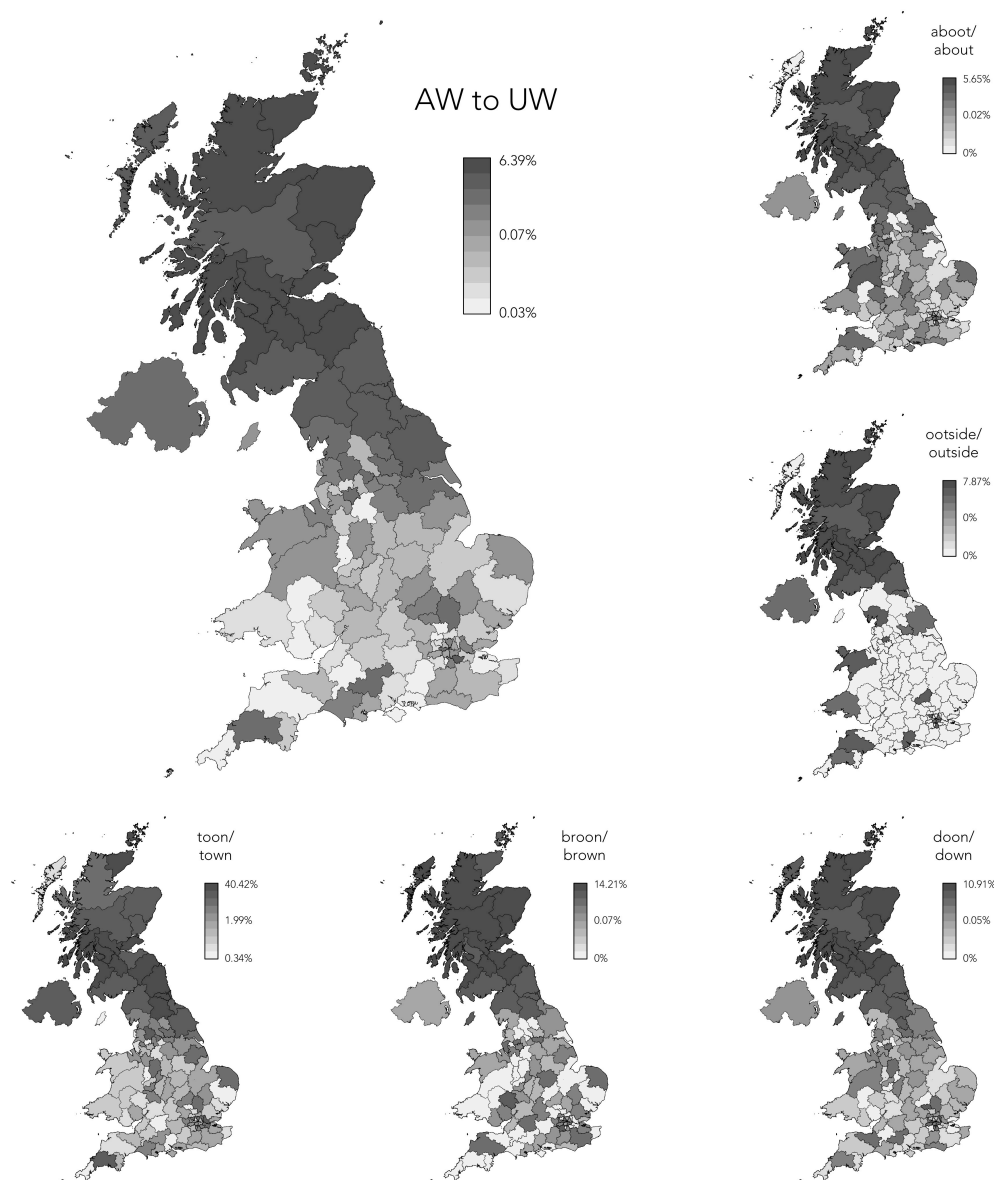 AW to UW
6.39%
0.07%
0.03%
aboot/
about
5.65%
0.02%
0%
ootside/
outside
7.87%
0%
0%
toon/
town
40.42%
1.99%
0.34%
broon/
brown
14.21%
0.07%
0%
doon/
down
10.91%
0.05%
0%